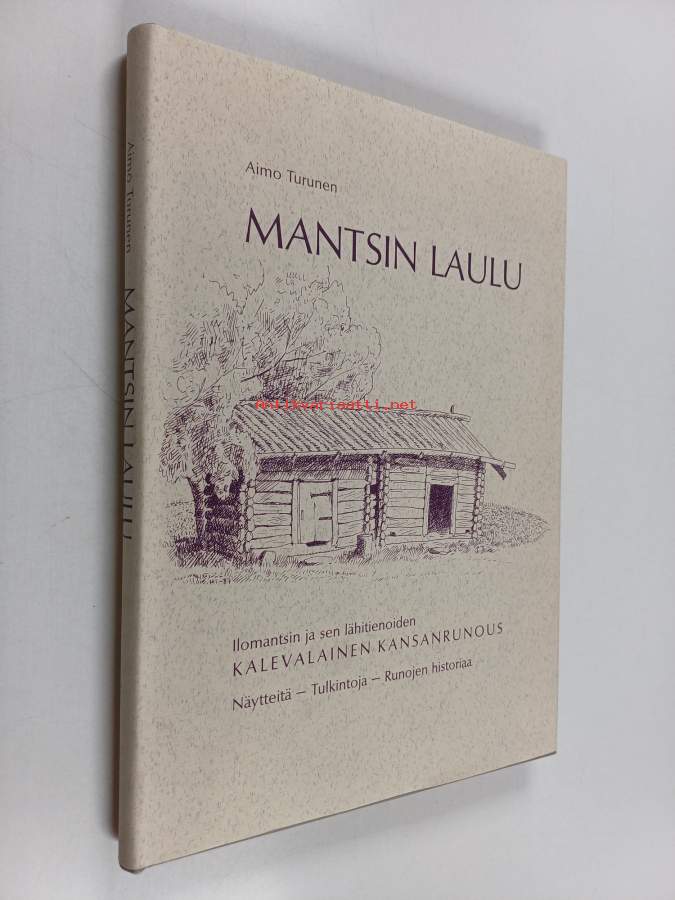 Aimo Turunen
MANTSIN LAULU
Aimo Turunen
MANTSIN LAULU
Antikvariaatti.net
Ilomantsin ja sen lähitienoiden
KALEVALAINEN KANSANRUNOUS
Näytteitä — Tulkintoja — Runojen historiaa